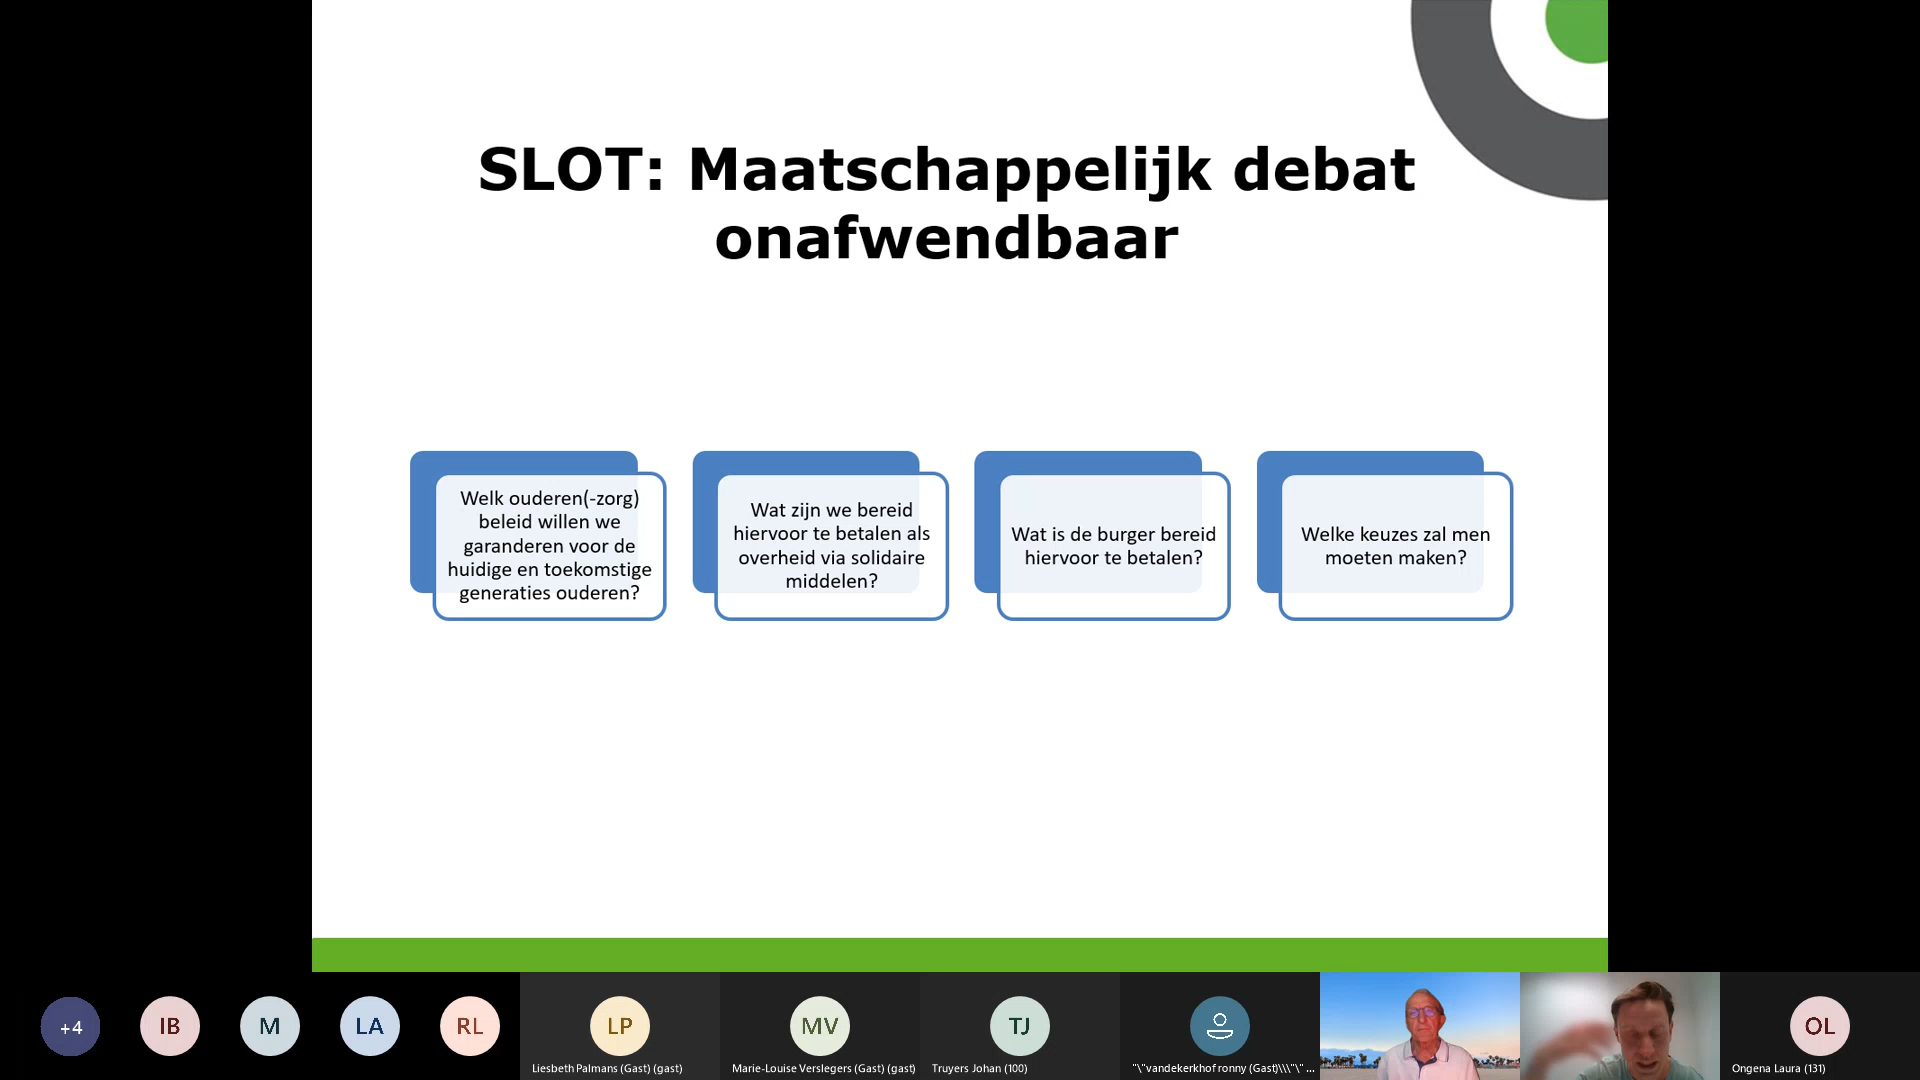 SLOT: Maatschappelijk debat
onafwendbaar
Welk ouderen(-zorg)
beleid willen we
garanderen voor de
huidige en toekomstige
generaties ouderen?
Wat zijn we bereid
hiervoor te betalen als
overheid via solidaire
middelen?
Wat is de burger bereid
hiervoor te betalen?
Welke keuzes zal men
moeten maken?
+4
IB
M
LA
RL
LP
MV
TJ
OL
Liesbeth Palmans (Gast) (gast)
Marie-Louise Verslegers (Gast) (gast)
Truyers Johan (100)
"\"vandekerkhof ronny (Gast)\\\"\" ...
Ongena Laura (131)